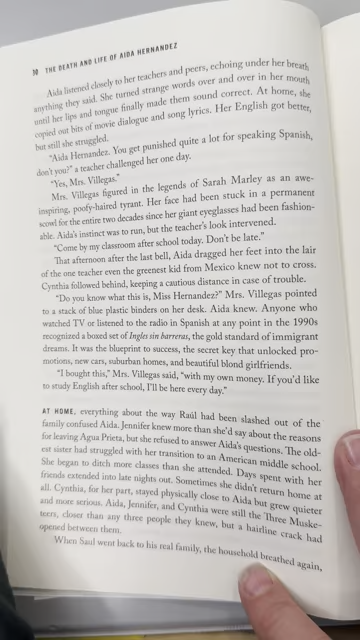 30 THE DEATH AND LIFE OF AIDA HERNANDEZ
Aida listened closely to her teachers and peers, echoing under her breath
anything they said. She turned strange words over and over in her mouth
until her lips and tongue finally made them sound correct. At home, she
copied out bits of movie dialogue and song lyrics. Her English got better,
but still she struggled.
"Aida Hernandez. You get punished quite a lot for speaking Spanish,
don't you?" a teacher challenged her one day.
"Yes, Mrs. Villegas."
Mrs. Villegas figured in the legends of Sarah Marley as an awe-
inspiring, poofy-haired tyrant. Her face had been stuck in a permanent
scowl for the entire two decades since her giant eyeglasses had been fashion-
able. Aida's instinct was to run, but the teacher's look intervened.
"Come by my classroom after school today. Don't be late."
That afternoon after the last bell, Aida dragged her feet into the lair
of the one teacher even the greenest kid from Mexico knew not to cross.
Cynthia followed behind, keeping a cautious distance in case of trouble.
"Do you know what this is, Miss Hernandez?" Mrs. Villegas pointed
to a stack of blue plastic binders on her desk. Aida knew. Anyone who
watched TV or listened to the radio in Spanish at any point in the 1990s
recognized a boxed set of Inglés sin barreras, the gold standard of immigrant
dreams. It was the blueprint to success, the secret key that unlocked pro-
motions, new cars, suburban homes, and beautiful blond girlfriends.
"I bought this," Mrs. Villegas said, "with my own money. If you'd like
to study English after school, I'll be here every day."
AT HOME, everything about the way Raúl had been slashed out of the
family confused Aida. Jennifer knew more than she'd say about the reasons
for leaving Agua Prieta, but she refused to answer Aida's questions. The old-
est sister had struggled with her transition to an American middle school.
She began to ditch more classes than she attended. Days spent with her
friends extended into late nights out. Sometimes she didn't return home at
all. Cynthia, for her part, stayed physically close to Aida but grew quieter
and more serious. Aida, Jennifer, and Cynthia were still the Three Muske-
teers, closer than any three people they knew, but a hairline crack had
opened between them.
When Saul went back to his real family, the household breathed again,